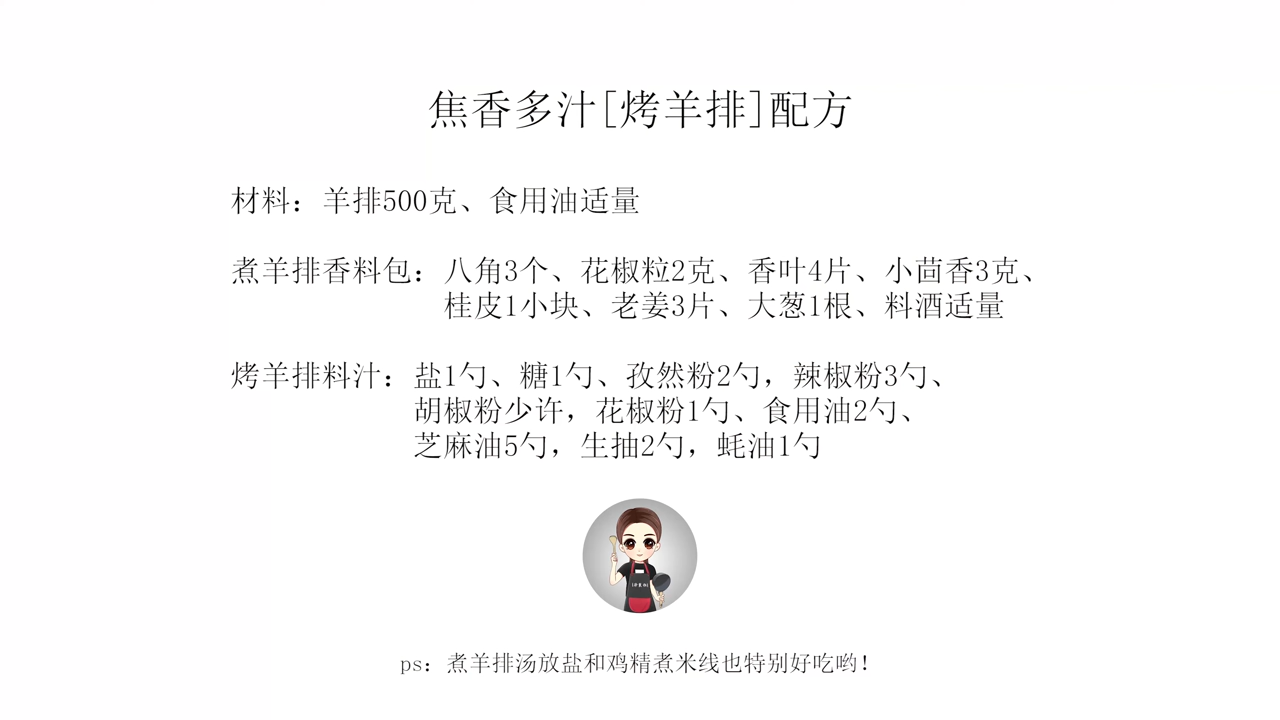 焦香多汁[烤羊排]配方
材料：羊排500克、食用油适量
煮羊排香料包：八角3个、花椒粒2克、香叶4片、小茴香3克、
桂皮1小块、老姜3片、大葱1根、料酒适量
烤羊排料汁：盐1勺、糖1勺、孜然粉2勺，辣椒粉3勺、
胡椒粉少许，花椒粉1勺、食用油2勺、
芝麻油5勺，生抽2勺，蚝油1勺
ps：煮羊排汤放盐和鸡精煮米线也特别好吃哟！